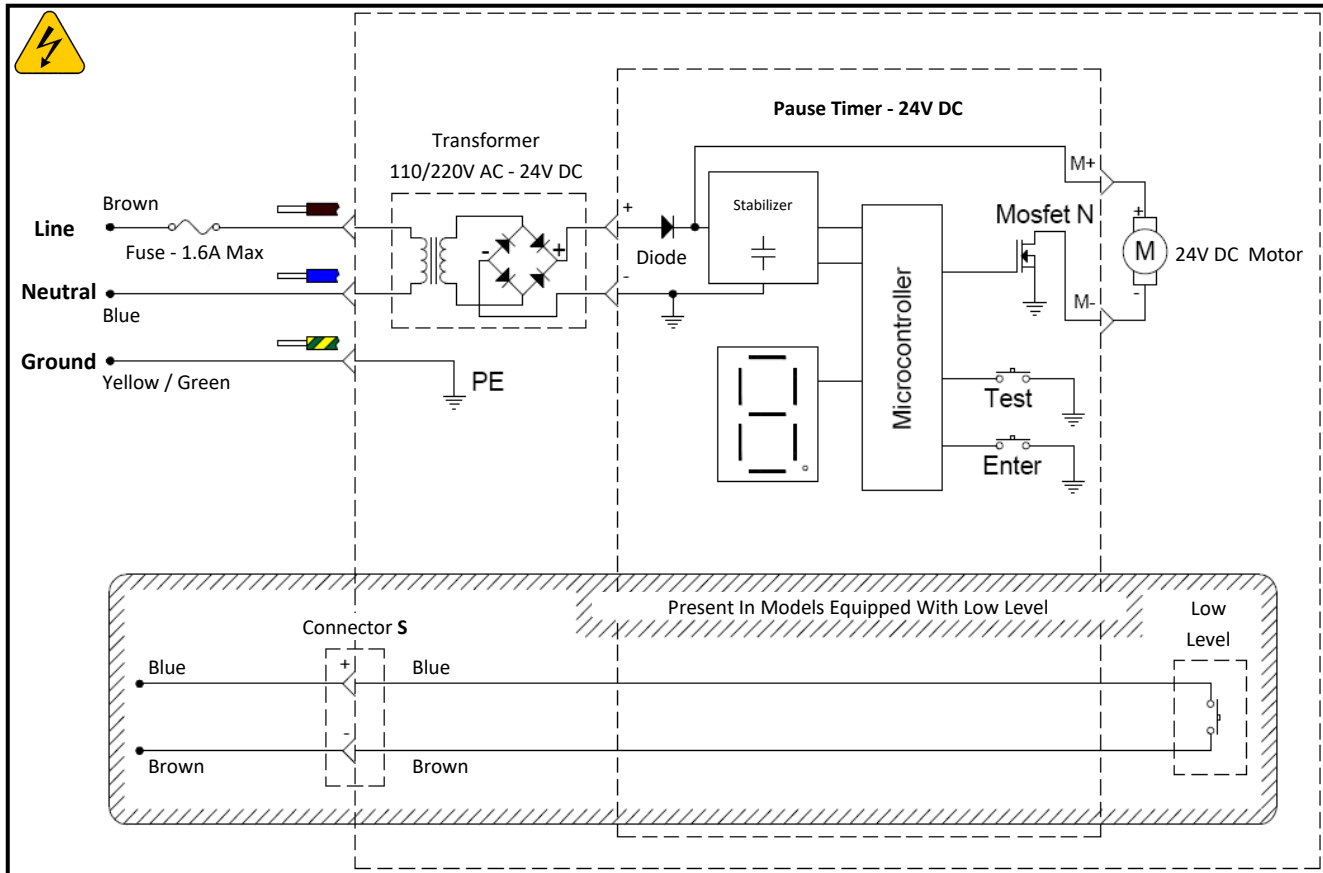 Pause Timer - 24V DC
Transformer
110/220V AC - 24V DC
M+
Brown
Line
Fuse - 1.6A Max
+
Diode
Stabilizer
Mosfet N
+
M
24V DC Motor
-
+
-
-
M-
Neutral
Blue
Ground
Yellow / Green
PE
Microcontroller
Test
Enter
Present In Models Equipped With Low Level
Low
Level
Connector S
+
Blue
Blue
-
Brown
Brown